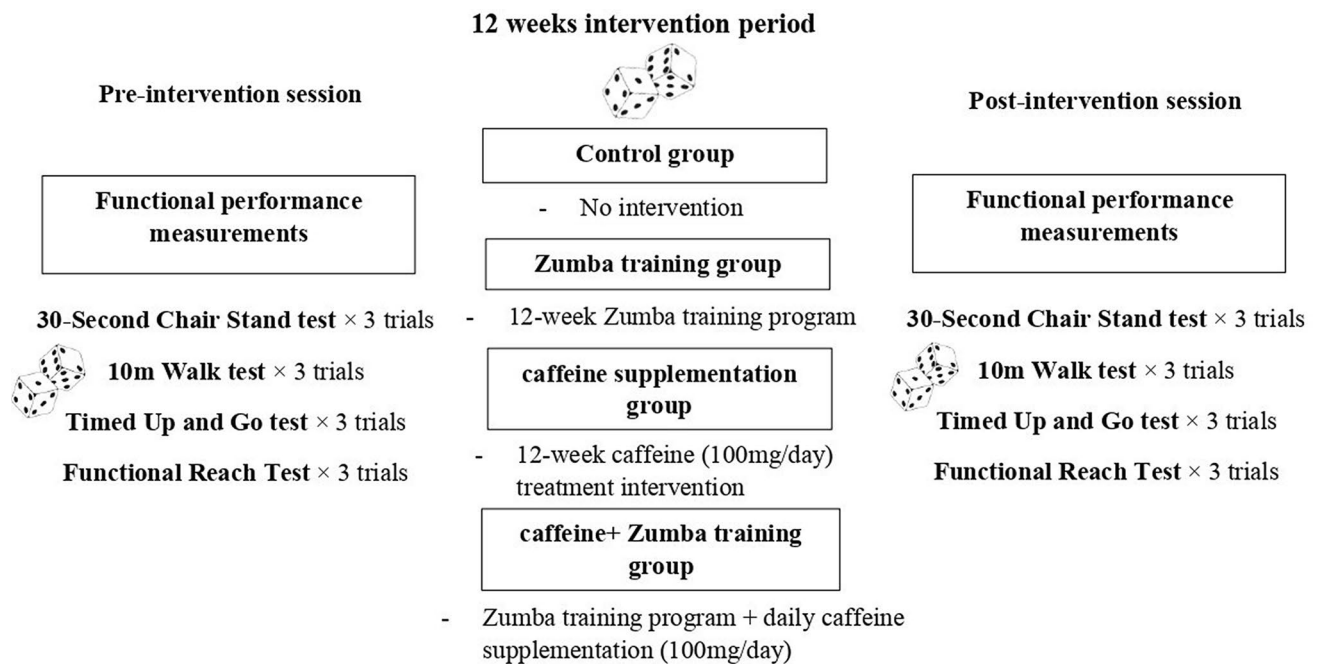 12 weeks intervention period
Pre-intervention session
Functional performance
measurements
30-Second Chair Stand test × 3 trials
10m Walk test × 3 trials
Timed Up and Go test × 3 trials
Functional Reach Test × 3 trials
Control group
- No intervention
Zumba training group
- 12-week Zumba training program
caffeine supplementation
group
- 12-week caffeine (100mg/day)
treatment intervention
caffeine+ Zumba training
group
- Zumba training program + daily caffeine
supplementation (100mg/day)
Post-intervention session
Functional performance
measurements
30-Second Chair Stand test × 3 trials
10m Walk test × 3 trials
Timed Up and Go test × 3 trials
Functional Reach Test × 3 trials